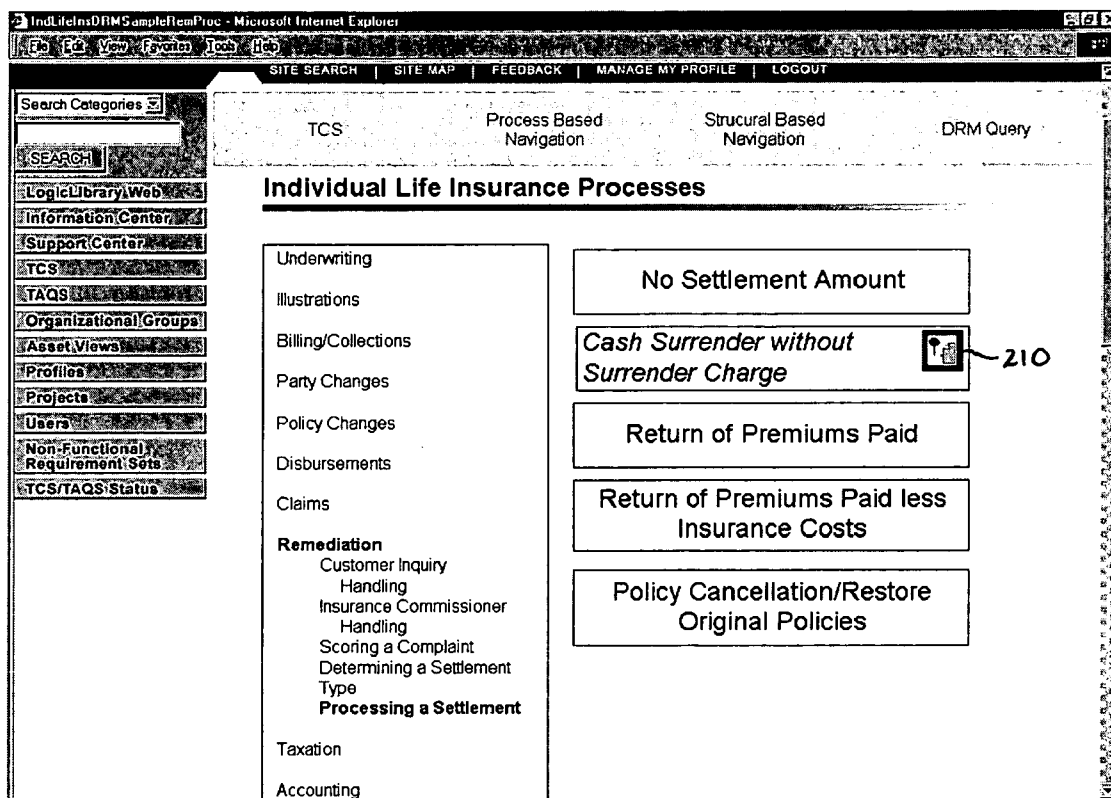 IndLifeInsDRMSampleRemProc - Microsoft Internet Explorer
File Edit View Favorites Tools Help
SITE SEARCH | SITE MAP | FEEDBACK | MANAGE MY PROFILE | LOGOUT
Search Categories
SEARCH
LogicLibrary Web
Information Center
Support Center
TCS
TAQS
Organizational Groups
Asset Views
Profiles
Projects
Users
Non-Functional
Requirement Sets
TCS/TAQS Status
TCS
Process Based
Navigation
Strucural Based
Navigation
DRM Query
Individual Life Insurance Processes
Underwriting
Illustrations
Billing/Collections
Party Changes
Policy Changes
Disbursements
Claims
Remediation
Customer Inquiry
Handling
Insurance Commissioner
Handling
Scoring a Complaint
Determining a Settlement
Type
Processing a Settlement
Taxation
Accounting
No Settlement Amount
Cash Surrender without
Surrender Charge
210
Return of Premiums Paid
Return of Premiums Paid less
Insurance Costs
Policy Cancellation/Restore
Original Policies